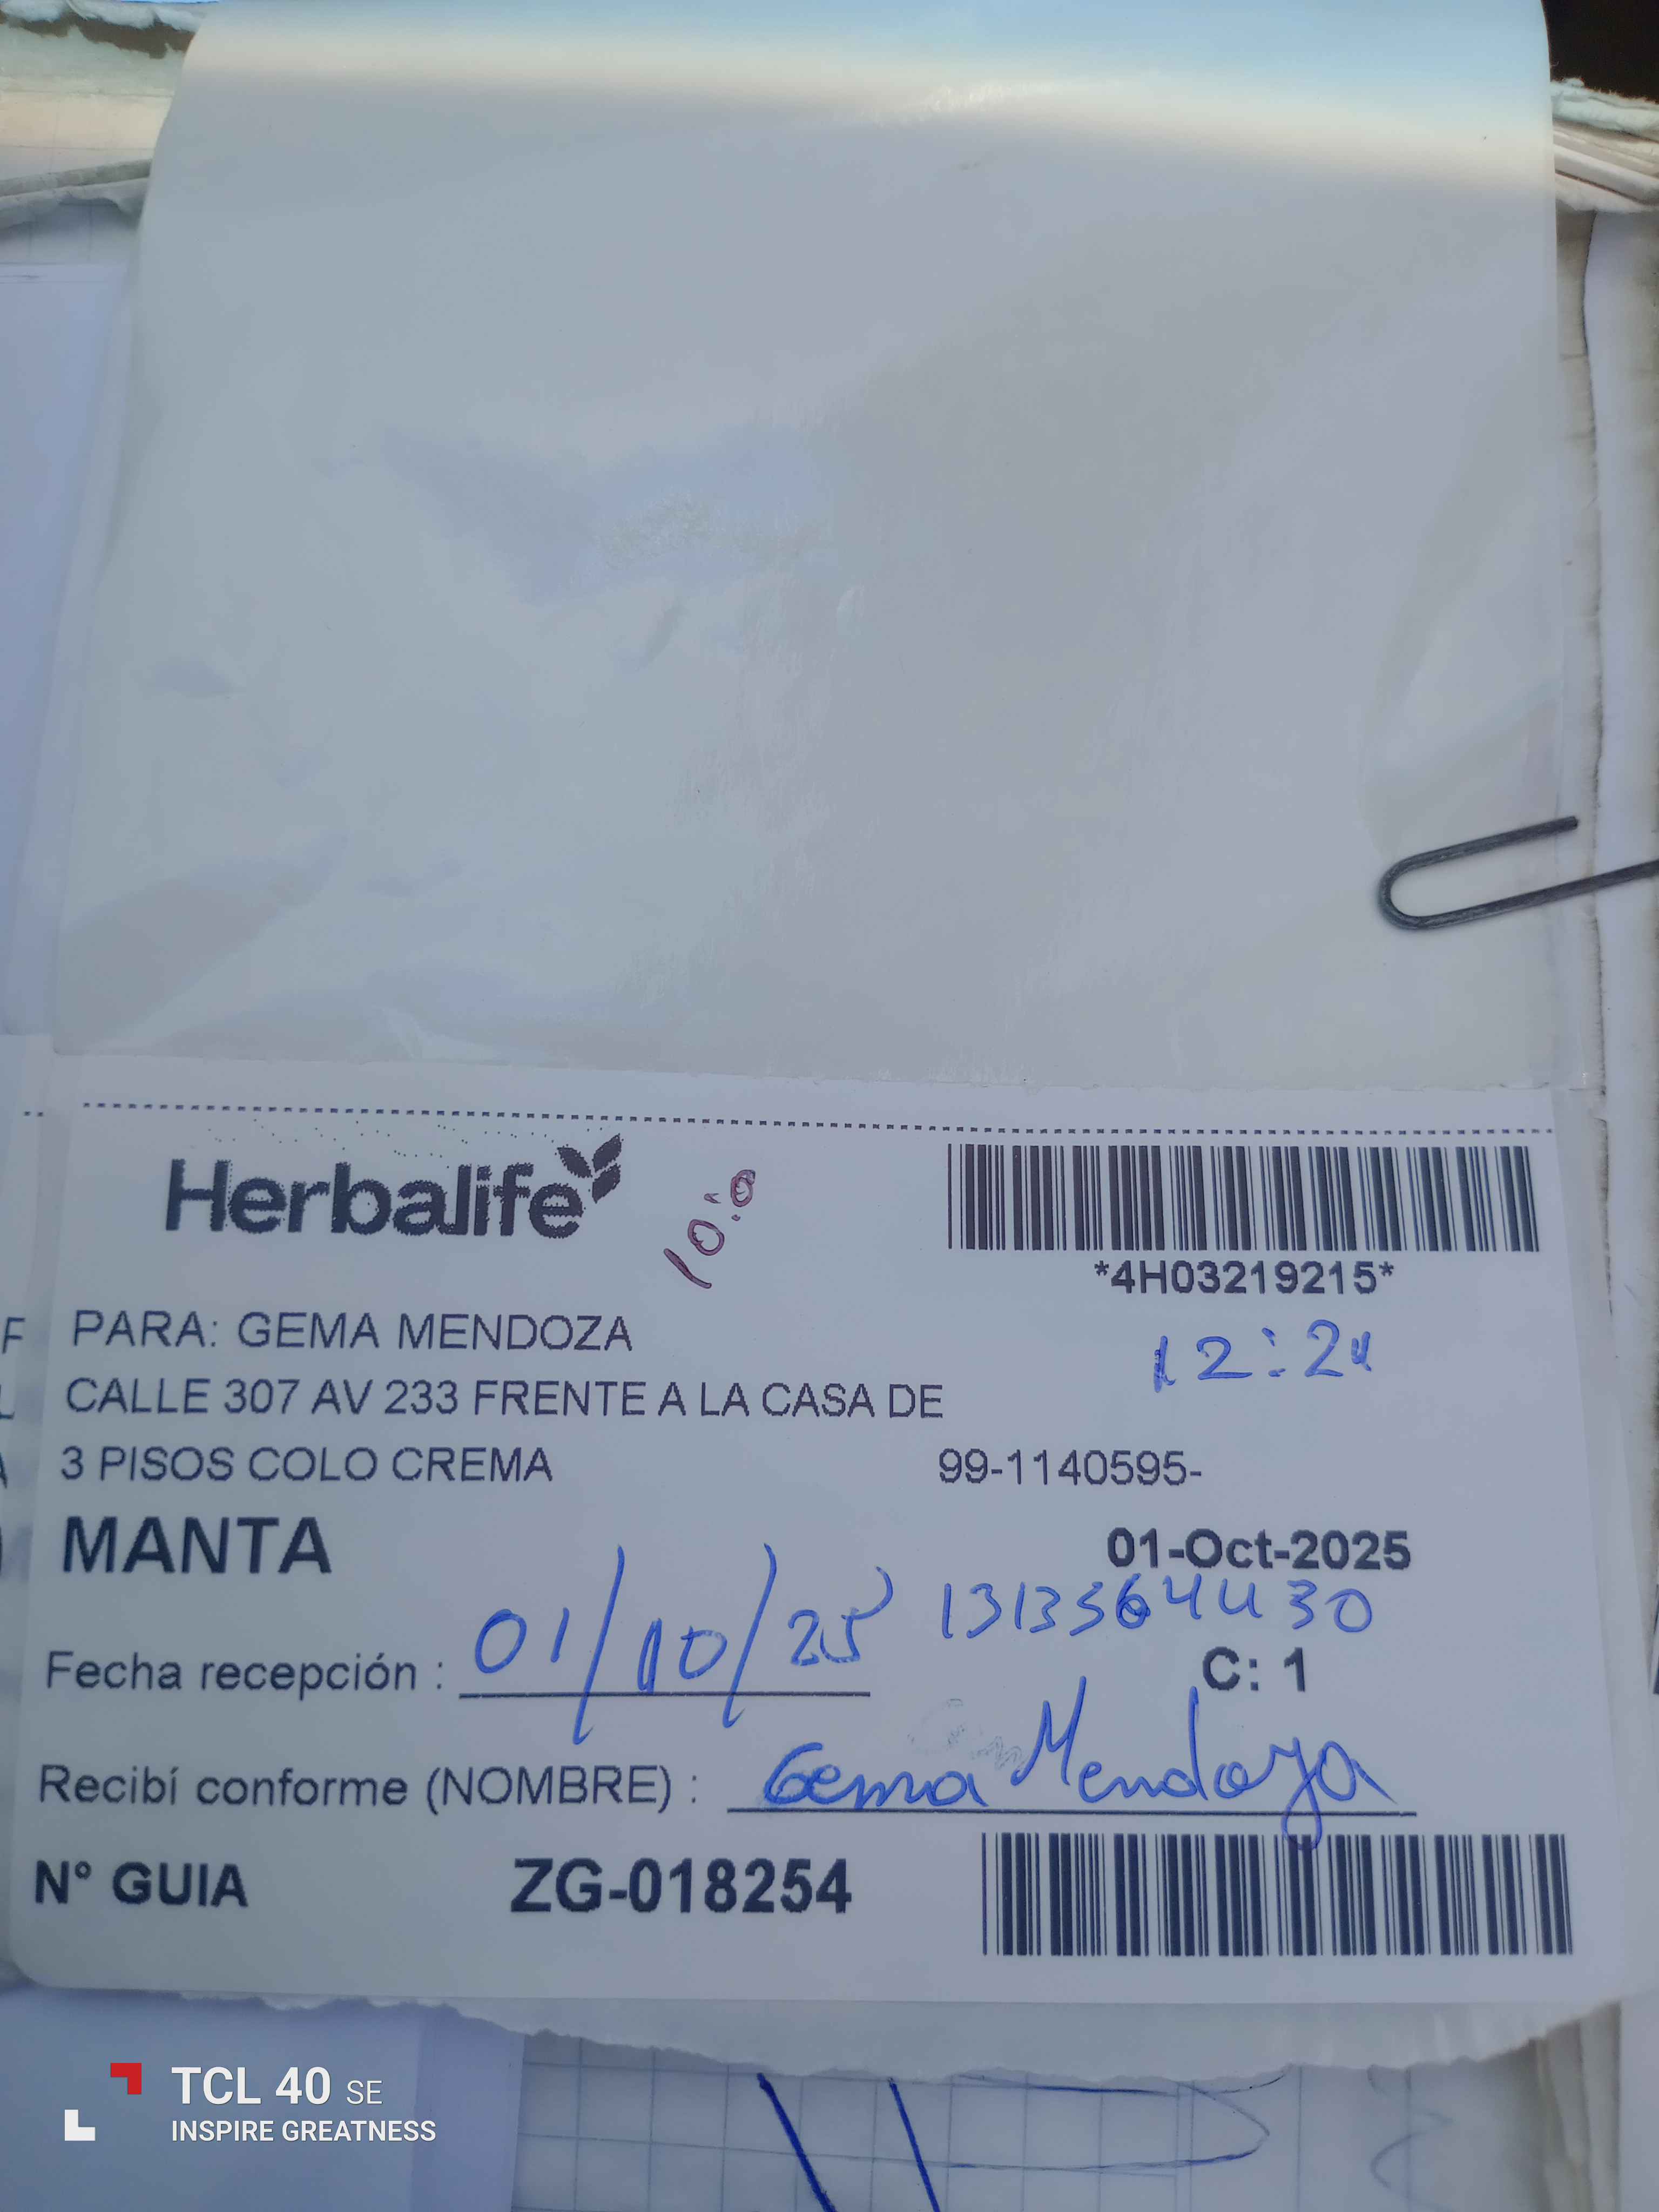 Herbalife
10:0
*4H03219215*
PARA: GEMA MENDOZA
12:24
CALLE 307 AV 233 FRENTE A LA CASA DE
3 PISOS COLO CREMA
99-1140595-
MANTA
01-Oct-2025
1313564430
Fecha recepción : 01/10/25
C: 1
Recibí conforme (NOMBRE) : Gema Mendoza
N° GUIA ZG-018254
TCL 40 SE
INSPIRE GREATNESS